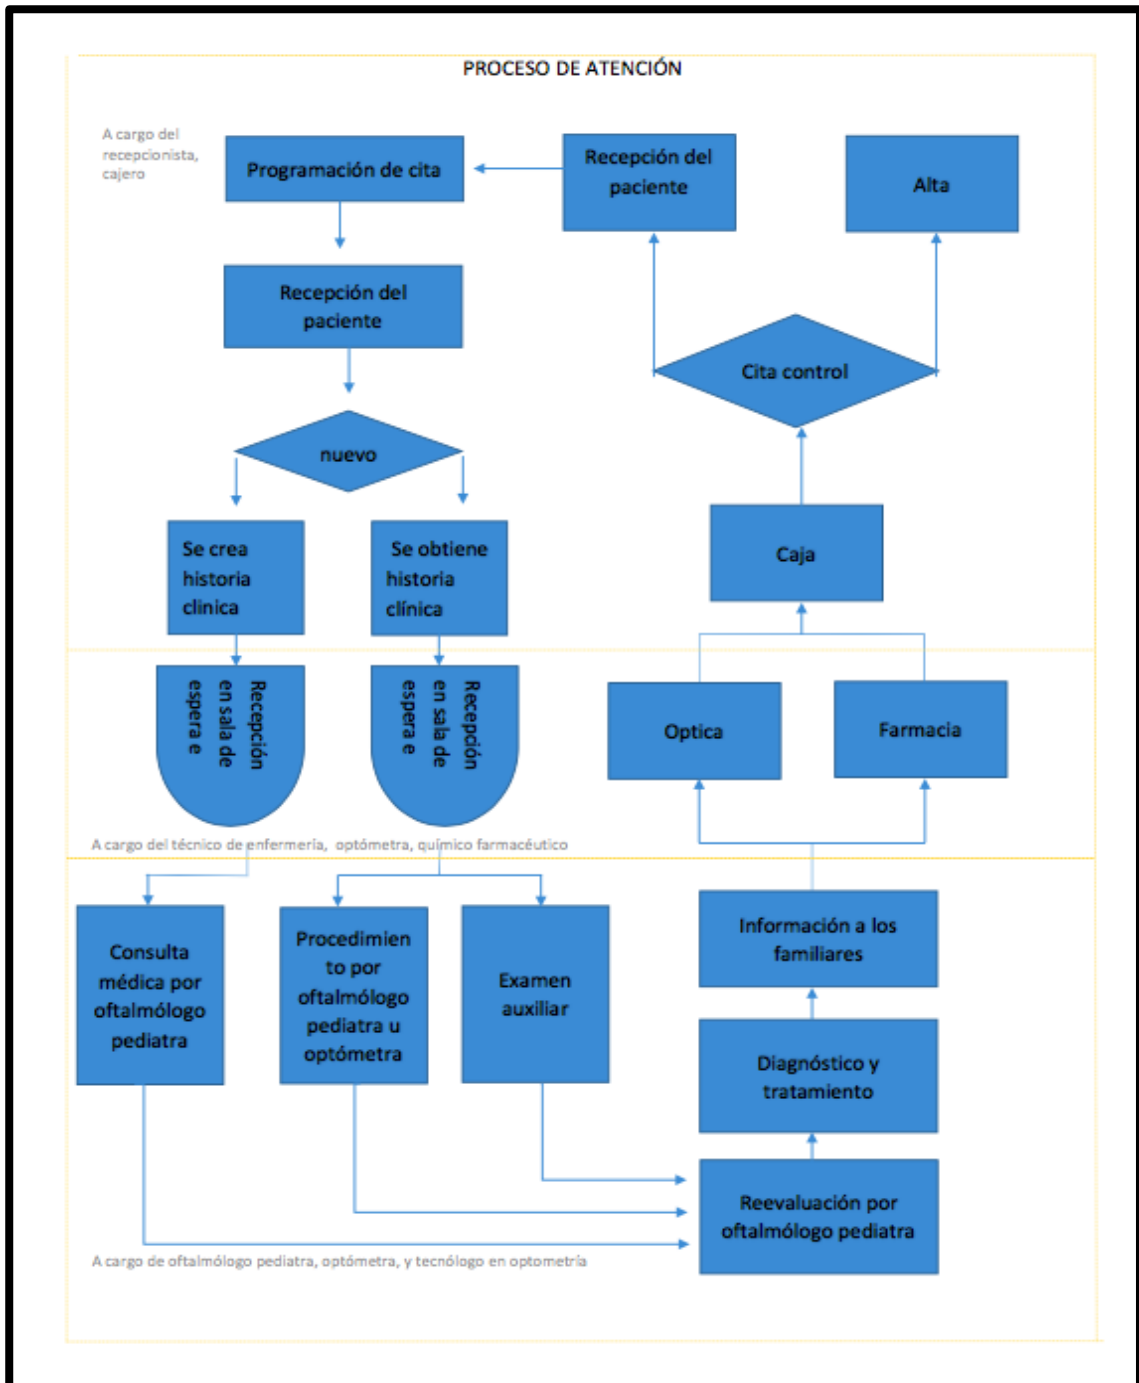 PROCESO DE ATENCIÓN
A cargo del
recepcionista,
cajero
Programación de cita
Recepción del
paciente
Alta
Recepción del
paciente
Cita control
nuevo
Se crea
historia
clinica
Se obtiene
historia
clínica
Caja
Recepción
en sala de
espera e
Recepción
en sala de
espera e
Optica
Farmacia
A cargo del técnico de enfermería, optómetra, químico farmacéutico
Consulta
médica por
oftalmólogo
pediatra
Procedimien
to por
oftalmólogo
pediatra u
optómetra
Examen
auxiliar
Información a los
familiares
Diagnóstico y
tratamiento
Reevaluación por
oftalmólogo pediatra
A cargo de oftalmólogo pediatra, optómetra, y tecnólogo en optometría